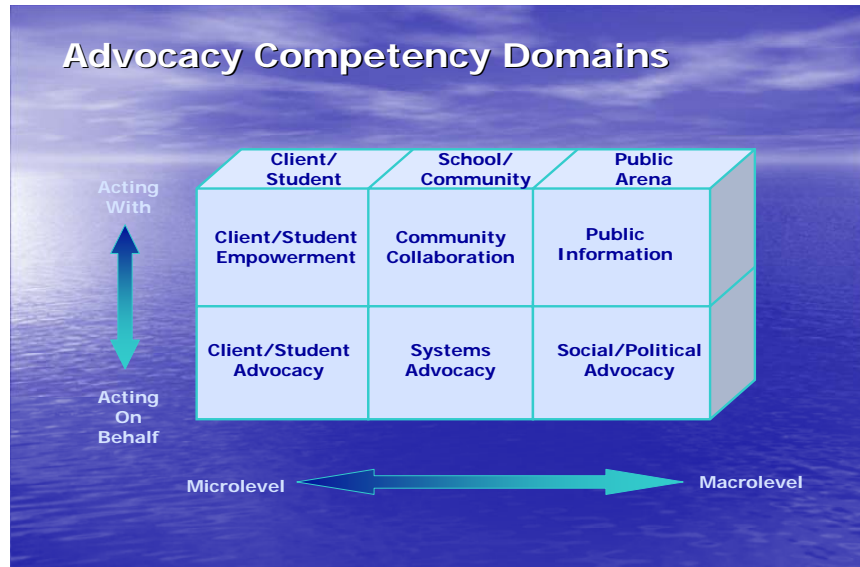 Advocacy Competency Domains
Client/
Student
School/
Community
Public
Arena
Acting
With
Client/Student
Empowerment
Community
Collaboration
Public
Information
Client/Student
Advocacy
Systems
Advocacy
Social/Political
Advocacy
Acting
On
Behalf
Microlevel
Macrolevel